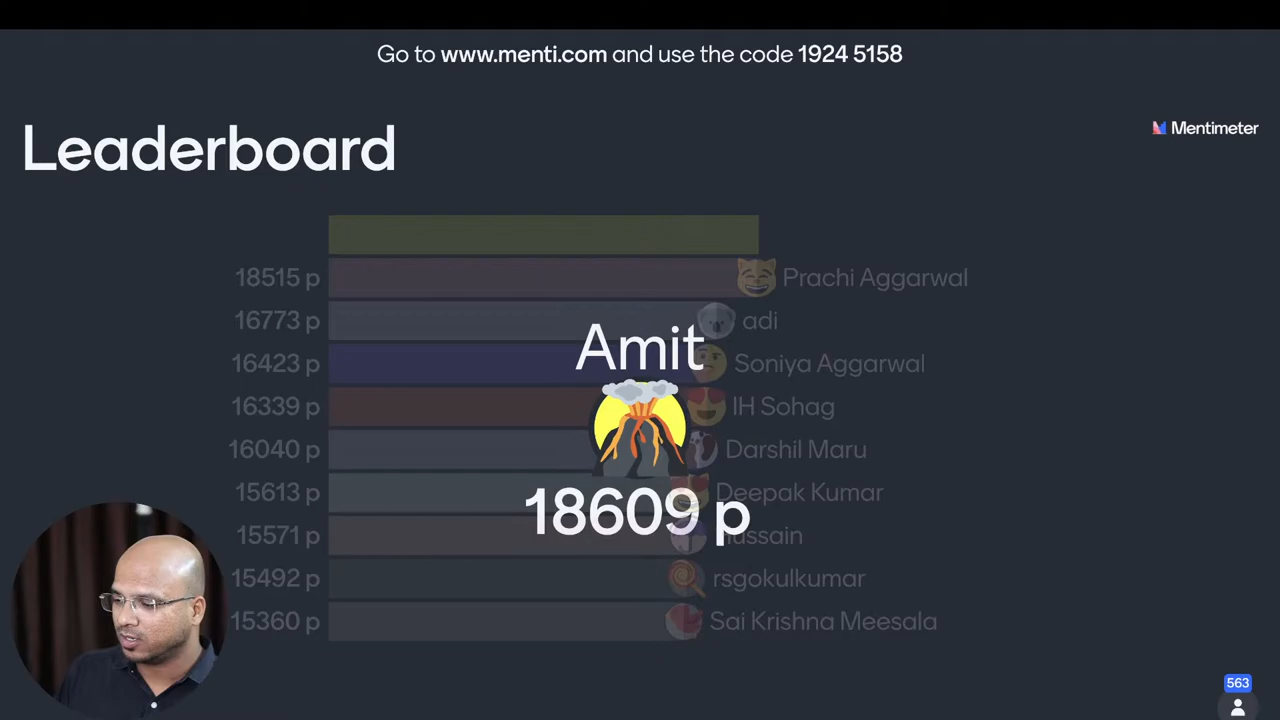 Go to www.menti.com and use the code 1924 5158
Leaderboard
Mentimeter
18515 p Prachi Aggarwal
16773 p adi
Amit
16423 p Soniya Aggarwal
16339 p IH Sohag
16040 p Darshil Maru
15613 p Deepak Kumar
18609 p
15571 p Hussain
15492 p rsgokulkumar
15360 p Sai Krishna Meesala
563